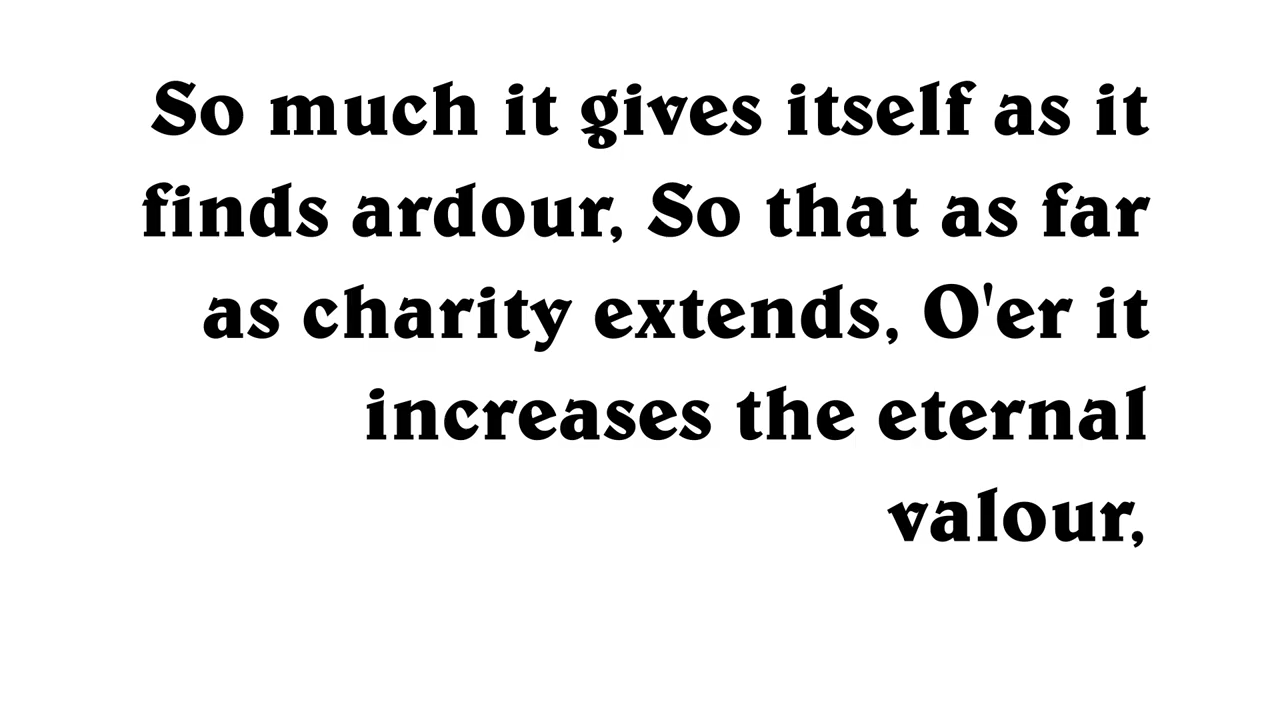 So much it gives itself as it
finds ardour, So that as far
as charity extends, O'er it
increases the eternal
valour,